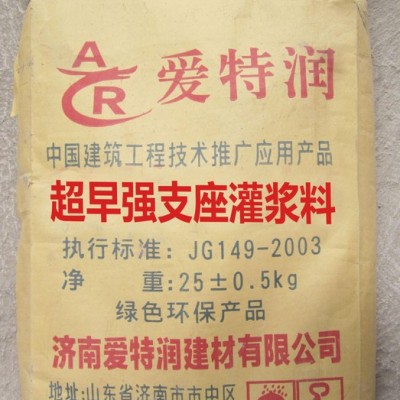 ATR 爱特润
中国建筑工程技术推广应用产品
超早强支座灌浆料
执行标准：JG149-2003
净 重:25±0.5kg
绿色环保产品
济南爱特润建材有限公司
地址:山东省济南市市中区